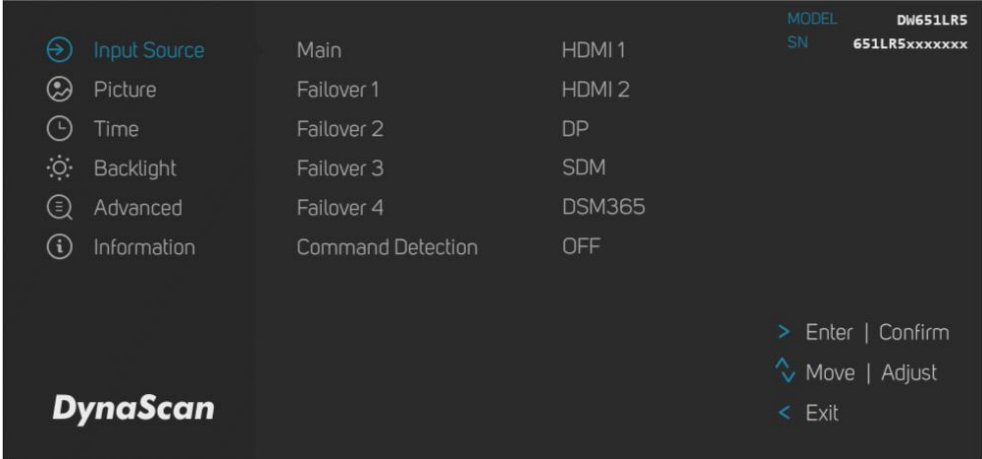 MODEL DW651LR5
SN 651LR5xxxxxxx
Input Source Main HDMI 1
Picture Failover 1 HDMI 2
Time Failover 2 DP
Backlight Failover 3 SDM
Advanced Failover 4 DSM365
Information Command Detection OFF
> Enter | Confirm
Move | Adjust
< Exit
DynaScan